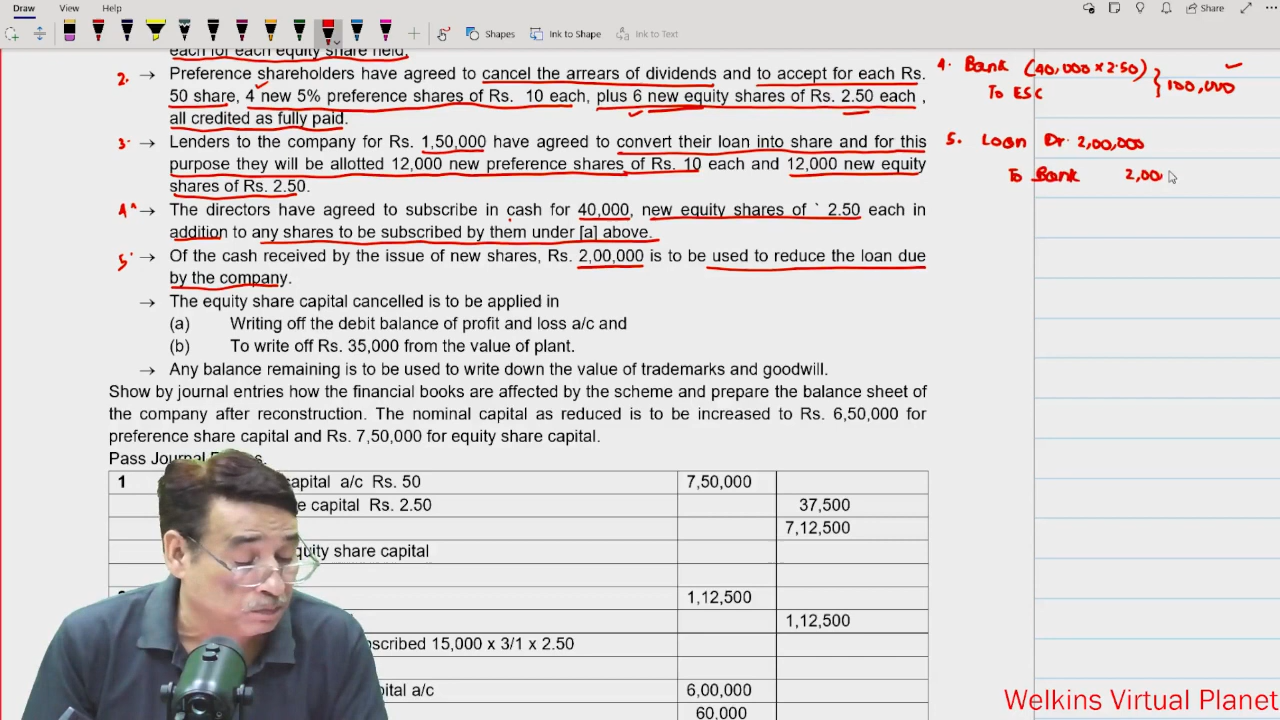 Draw View Help Share
Shapes Ink to Shape Ink to Text
each for each equity share held.
2. → Preference shareholders have agreed to cancel the arrears of dividends and to accept for each Rs.
50 share, 4 new 5% preference shares of Rs. 10 each, plus 6 new equity shares of Rs. 2.50 each ,
all credited as fully paid.
3. → Lenders to the company for Rs. 1,50,000 have agreed to convert their loan into share and for this
purpose they will be allotted 12,000 new preference shares of Rs. 10 each and 12,000 new equity
shares of Rs. 2.50.
4. → The directors have agreed to subscribe in cash for 40,000, new equity shares of ` 2.50 each in
addition to any shares to be subscribed by them under [a] above.
5. → Of the cash received by the issue of new shares, Rs. 2,00,000 is to be used to reduce the loan due
by the company.
→ The equity share capital cancelled is to be applied in
(a) Writing off the debit balance of profit and loss a/c and
(b) To write off Rs. 35,000 from the value of plant.
→ Any balance remaining is to be used to write down the value of trademarks and goodwill.
Show by journal entries how the financial books are affected by the scheme and prepare the balance sheet of
the company after reconstruction. The nominal capital as reduced is to be increased to Rs. 6,50,000 for
preference share capital and Rs. 7,50,000 for equity share capital.
Pass Journal
1 capital a/c Rs. 50 7,50,000
capital Rs. 2.50 37,500
7,12,500
equity share capital
1,12,500
1,12,500
15,000 x 3/1 x 2.50
a/c 6,00,000
60,000
4. Bank (40,000 x 2.50) } 100,000
To ESC
5. Loan Dr. 2,00,000
To Bank 2,00
Welkins Virtual Planet